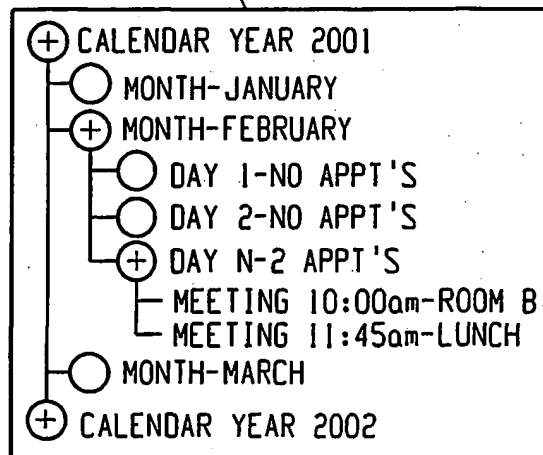 CALENDAR YEAR 2001
MONTH-JANUARY
MONTH-FEBRUARY
DAY 1-NO APPT'S
DAY 2-NO APPT'S
DAY N-2 APPT'S
MEETING 10:00am-ROOM B
MEETING 11:45am-LUNCH
MONTH-MARCH
CALENDAR YEAR 2002